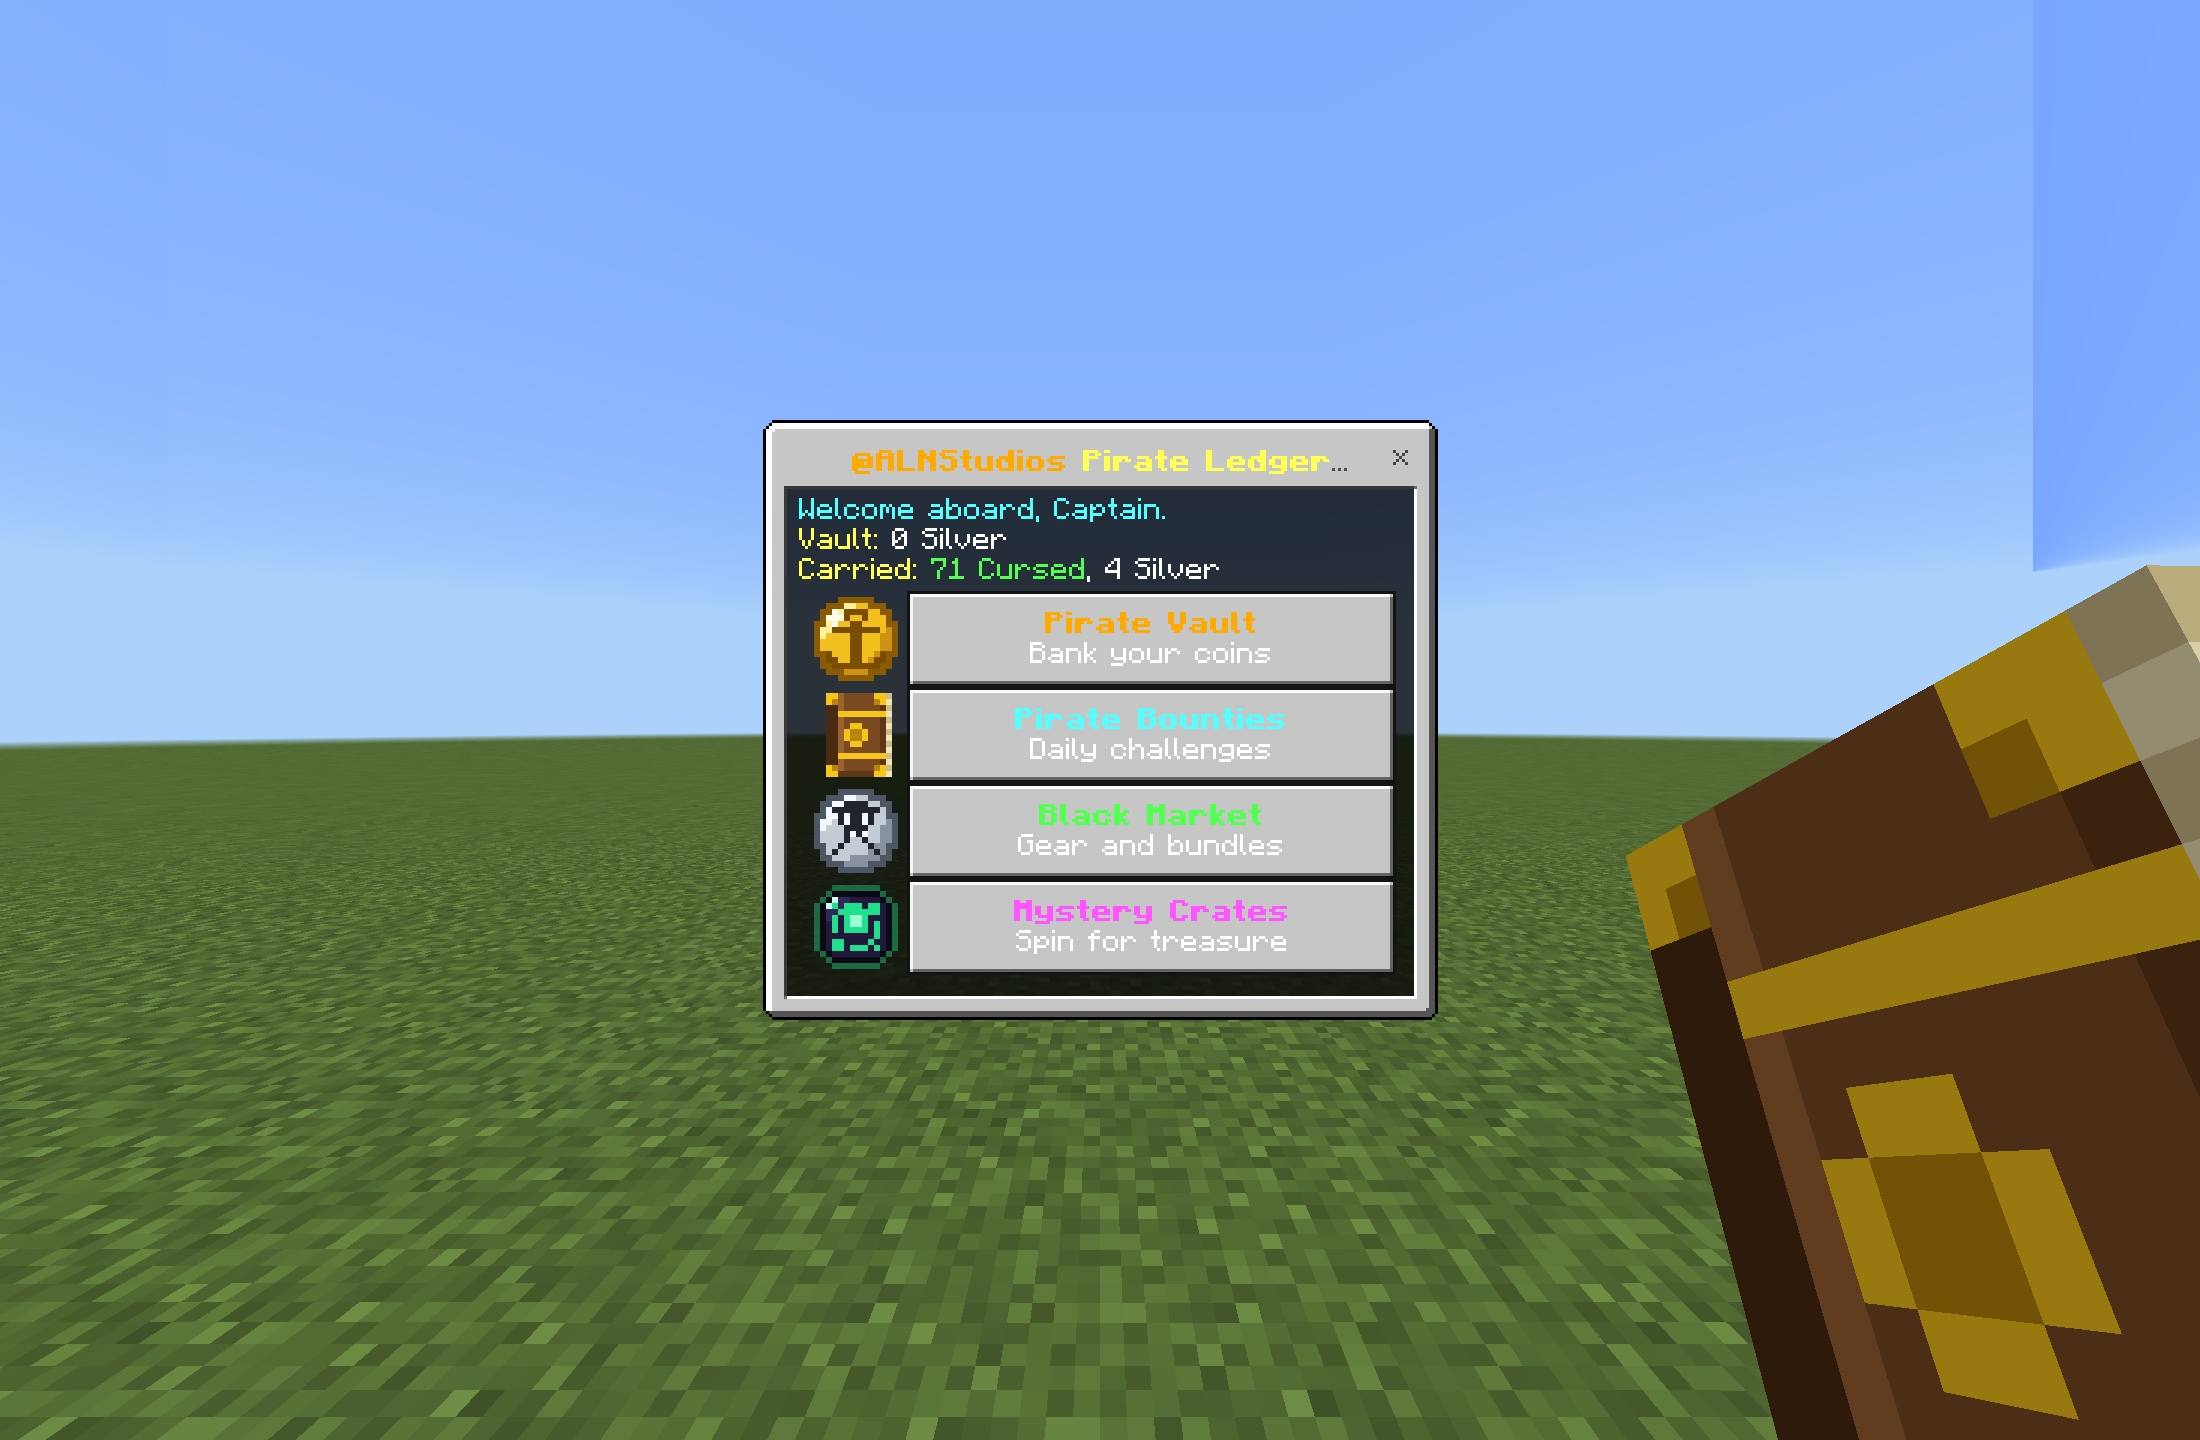 @ALNStudios Pirate Ledger...
Welcome aboard, Captain.
Vault: 0 Silver
Carried: 71 Cursed, 4 Silver
Pirate Vault
Bank your coins
Pirate Bounties
Daily challenges
Black Market
Gear and bundles
Mystery Crates
Spin for treasure